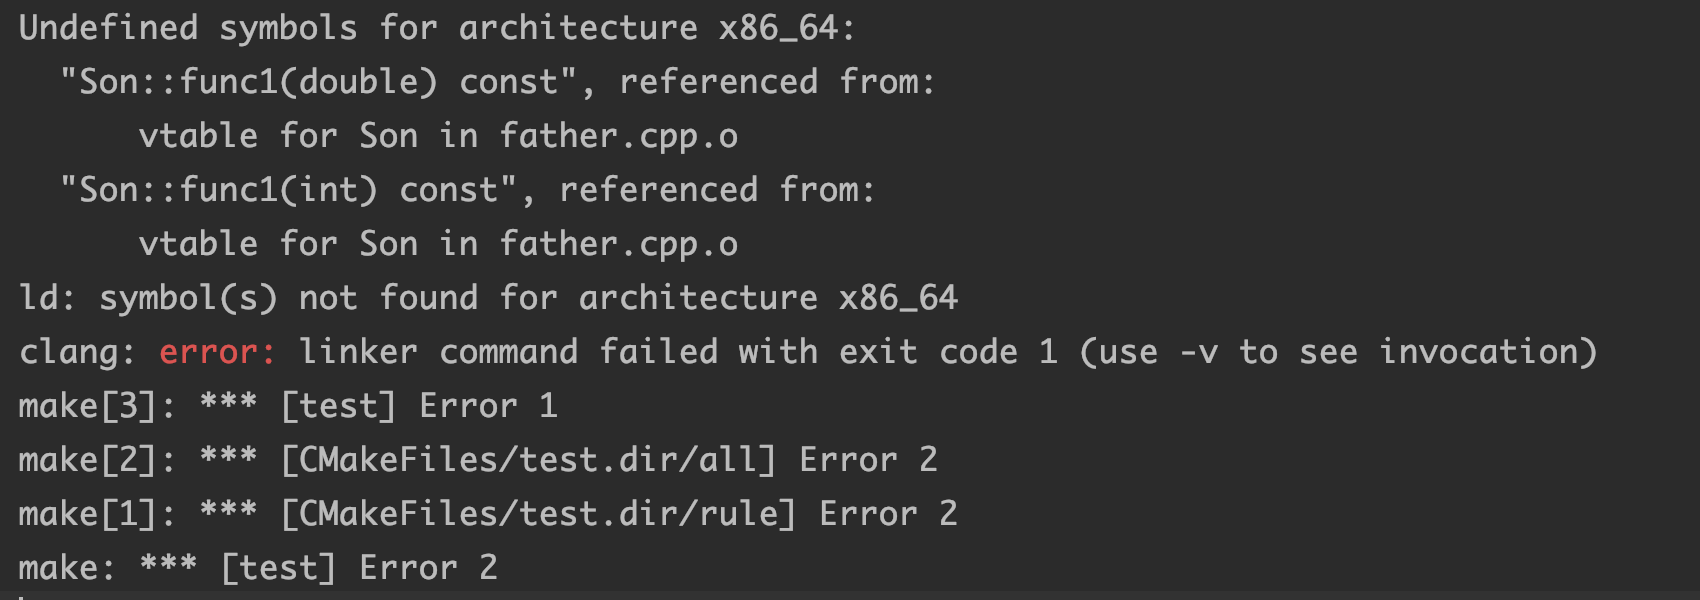 Undefined symbols for architecture x86_64:
  "Son::func1(double) const", referenced from:
      vtable for Son in father.cpp.o
  "Son::func1(int) const", referenced from:
      vtable for Son in father.cpp.o
ld: symbol(s) not found for architecture x86_64
clang: error: linker command failed with exit code 1 (use -v to see invocation)
make[3]: *** [test] Error 1
make[2]: *** [CMakeFiles/test.dir/all] Error 2
make[1]: *** [CMakeFiles/test.dir/rule] Error 2
make: *** [test] Error 2